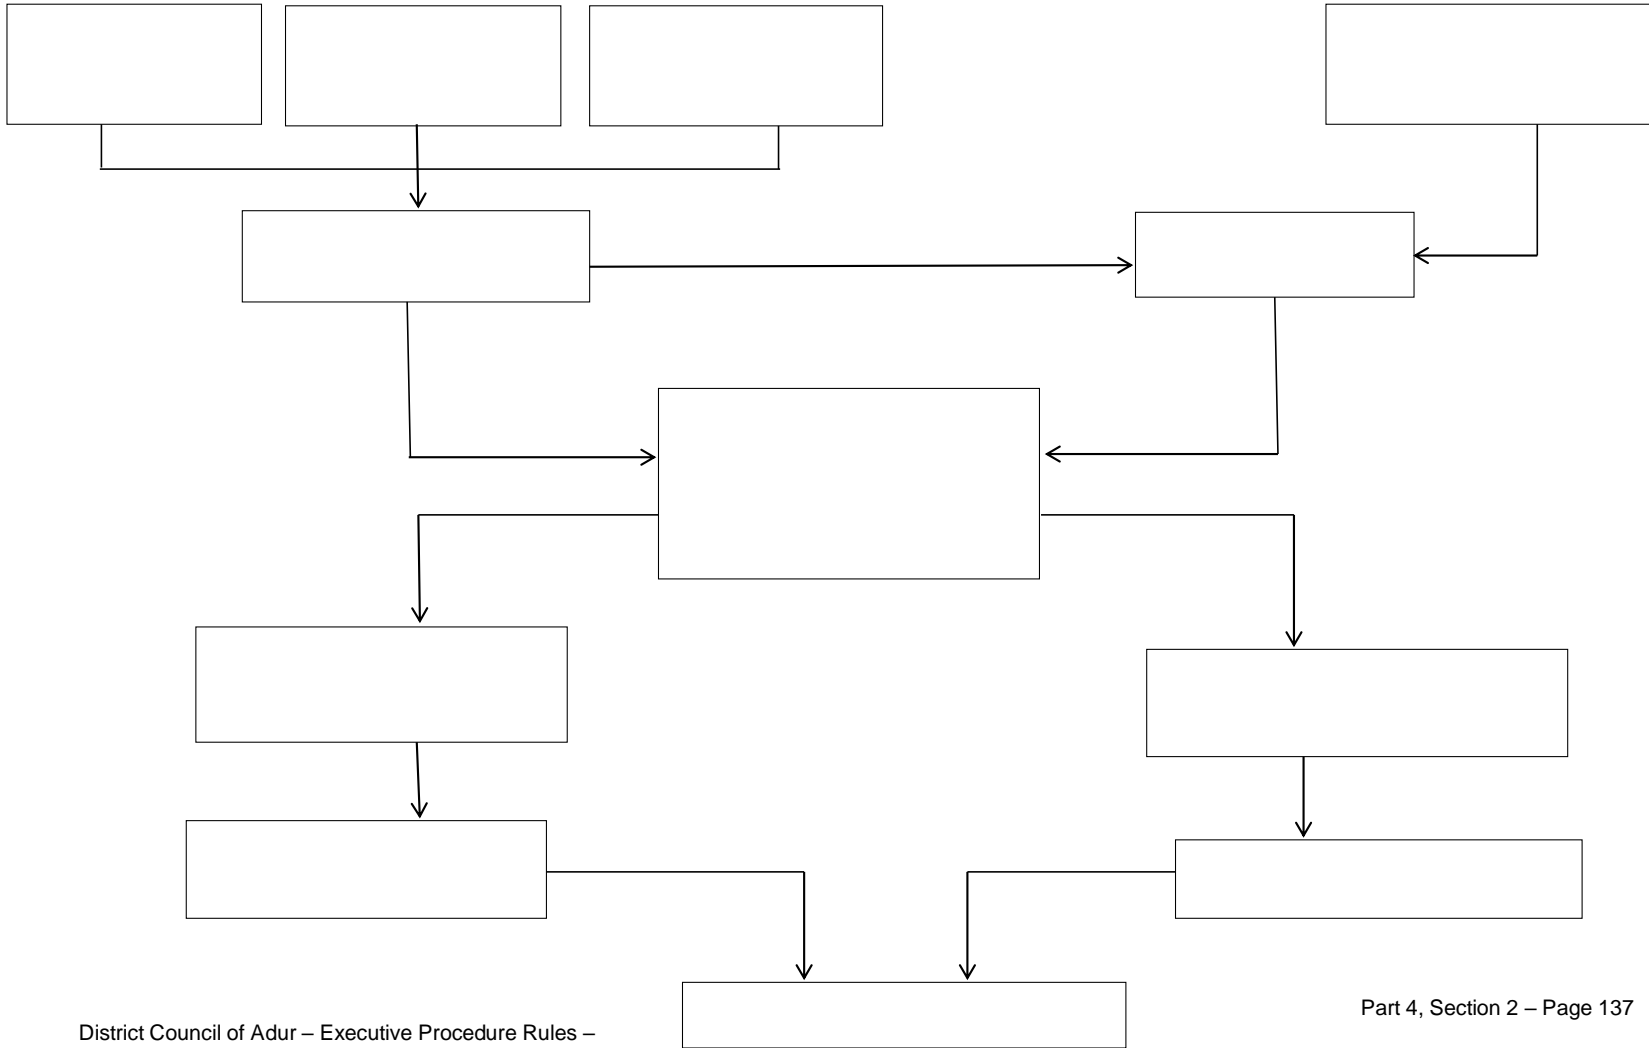 Part 4, Section 2 – Page 137
District Council of Adur – Executive Procedure Rules –